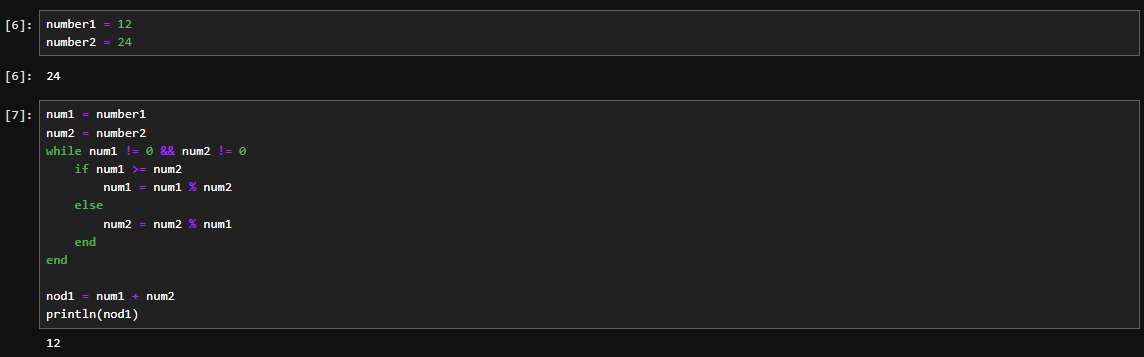 [6]: number1 = 12
number2 = 24
[6]: 24
[7]: num1 = number1
num2 = number2
while num1 != 0 && num2 != 0
    if num1 >= num2
        num1 = num1 % num2
    else
        num2 = num2 % num1
    end
end
nod1 = num1 + num2
println(nod1)
12